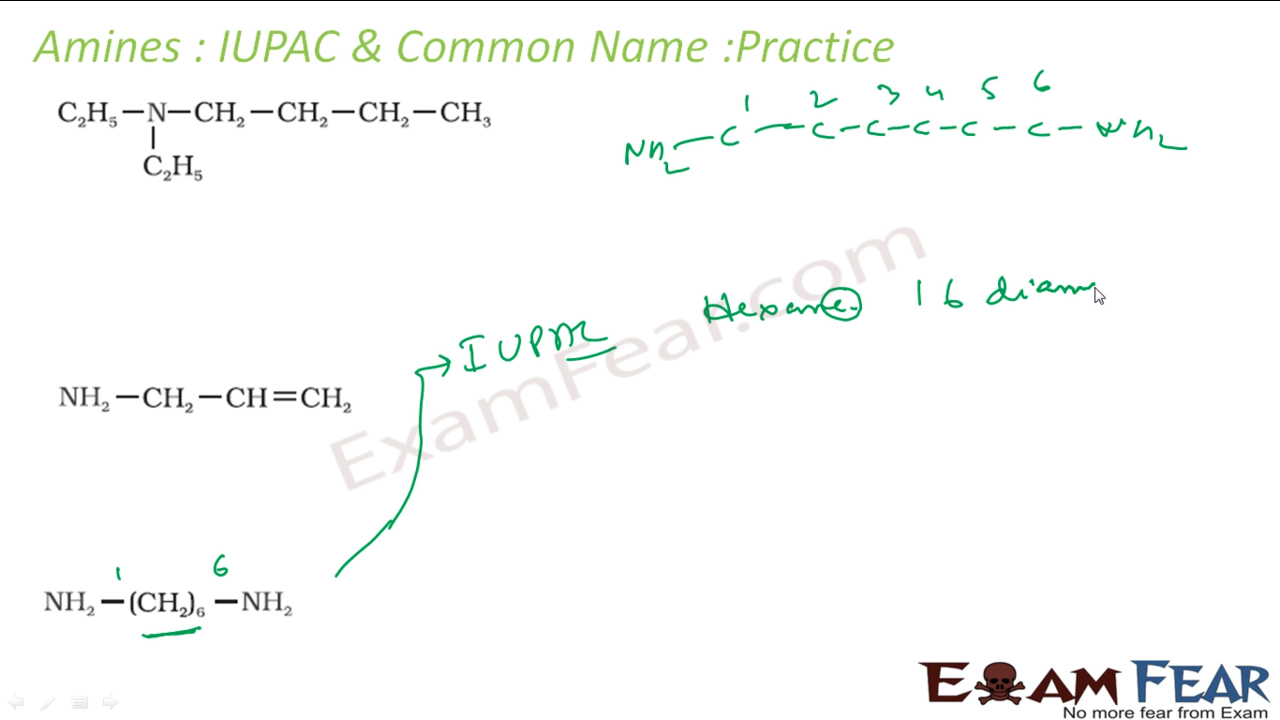 Amines : IUPAC & Common Name :Practice
C₂H₅—N—CH₂—CH₂—CH₂—CH₃
|
C₂H₅
1 2 3 4 5 6
NH₂—C—C—C—C—C—C—NH₂
Hexane. 1 6 diam
→IUPAC
NH₂—CH₂—CH=CH₂
1 6
NH₂—(CH₂)₆—NH₂
ExamFear.com
EXAM FEAR
No more fear from Exam